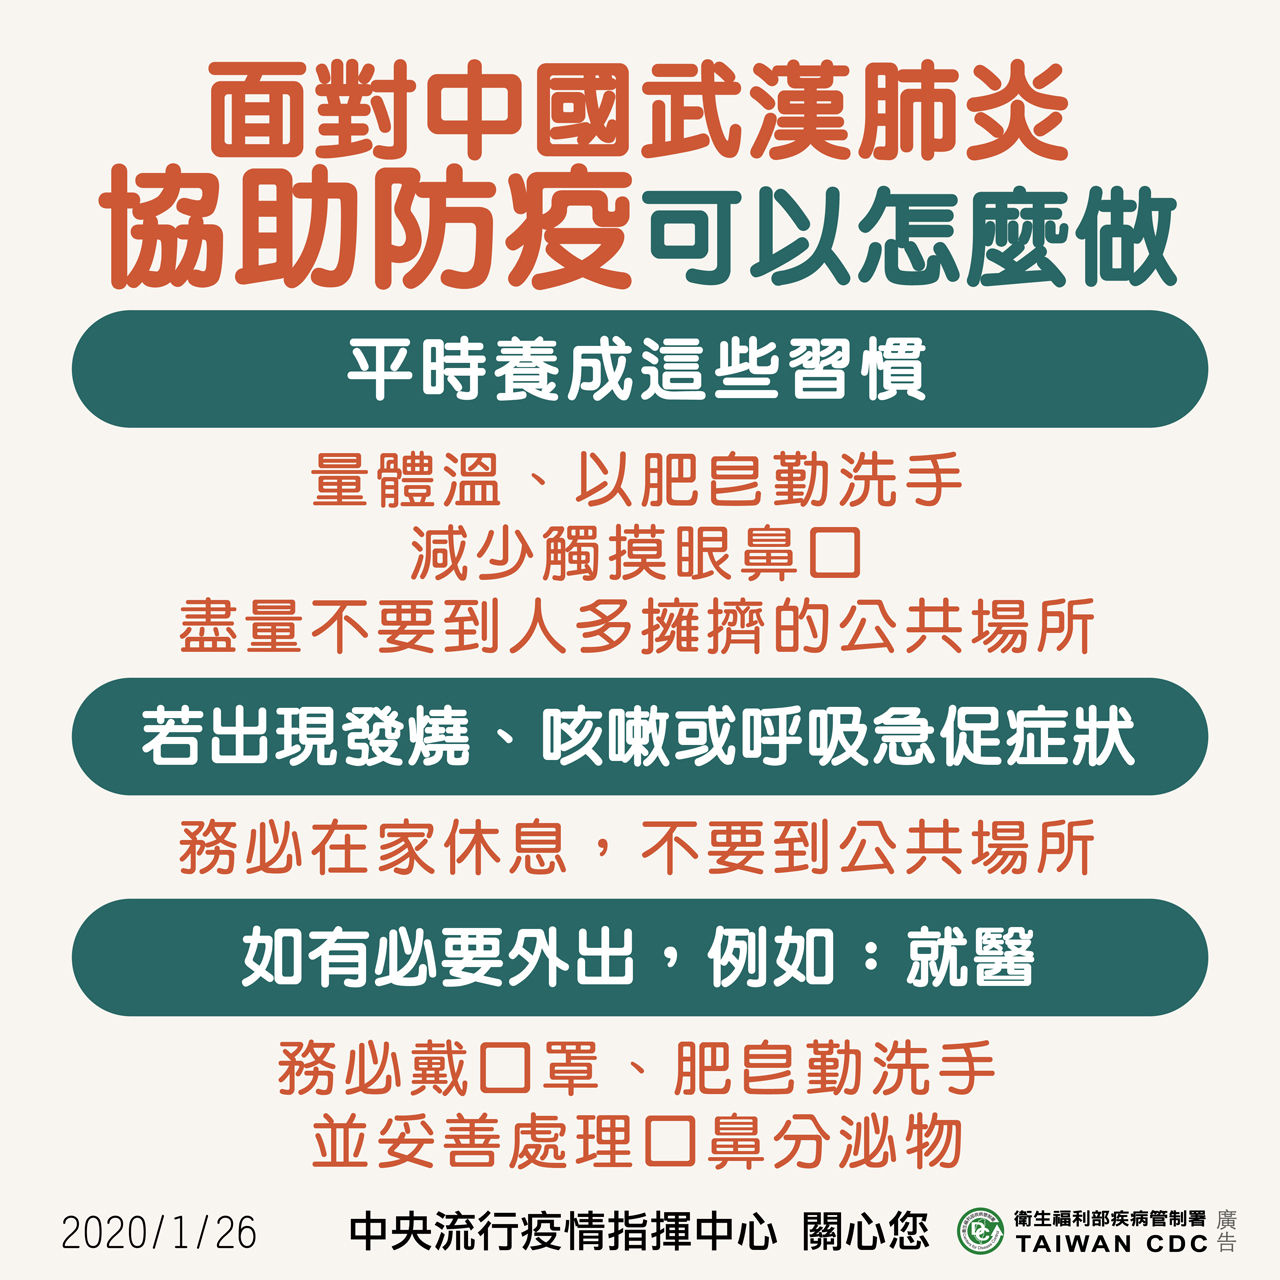 面對中國武漢肺炎
協助防疫可以怎麼做
平時養成這些習慣
量體溫、以肥皂勤洗手
減少觸摸眼鼻口
盡量不要到人多擁擠的公共場所
若出現發燒、咳嗽或呼吸急促症狀
務必在家休息，不要到公共場所
如有必要外出，例如：就醫
務必戴口罩、肥皂勤洗手
並妥善處理口鼻分泌物
2020/1/26 中央流行疫情指揮中心 關心您 衛生福利部疾病管制署 廣告
TAIWAN CDC